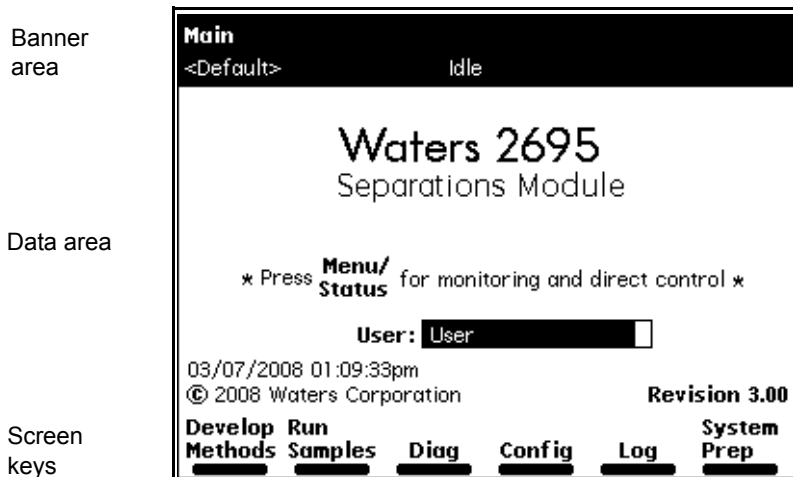 Banner
area
Main
<Default> Idle
Waters 2695
Separations Module
Data area
* Press Menu/
Status for monitoring and direct control *
User: User
03/07/2008 01:09:33pm
© 2008 Waters Corporation Revision 3.00
Screen
keys
Develop Run System
Methods Samples Diag Config Log Prep